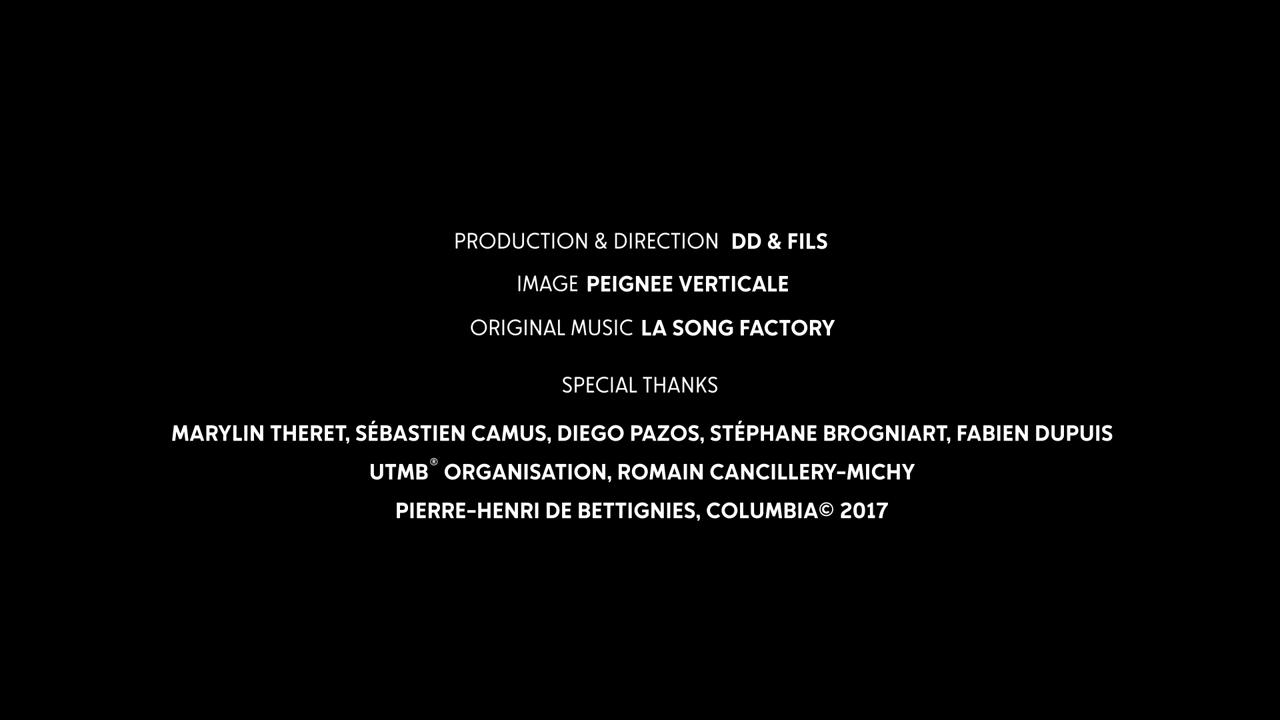 PRODUCTION & DIRECTION DD & FILS
IMAGE PEIGNEE VERTICALE
ORIGINAL MUSIC LA SONG FACTORY
SPECIAL THANKS
MARYLIN THERET, SÉBASTIEN CAMUS, DIEGO PAZOS, STÉPHANE BROGNIART, FABIEN DUPUIS
UTMB® ORGANISATION, ROMAIN CANCILLERY-MICHY
PIERRE-HENRI DE BETTIGNIES, COLUMBIA© 2017